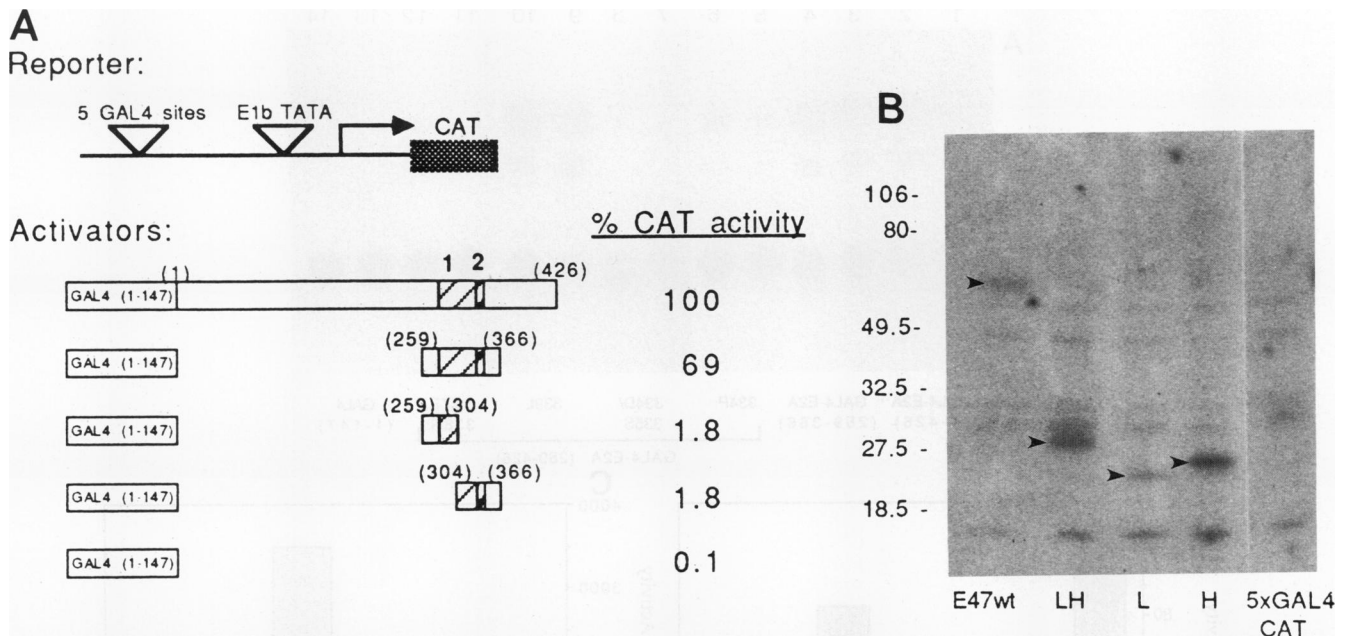 A
Reporter:
5 GAL4 sites
E1b TATA
CAT
Activators:
% CAT activity
(1)
1
2
(426)
GAL4 (1-147)
100
(259)
(366)
GAL4 (1-147)
69
(259) (304)
GAL4 (1-147)
1.8
(304) (366)
GAL4 (1-147)
1.8
GAL4 (1-147)
0.1
B
106-
80-
49.5-
32.5 -
27.5 -
18.5 -
E47wt LH L H 5xGAL4
CAT